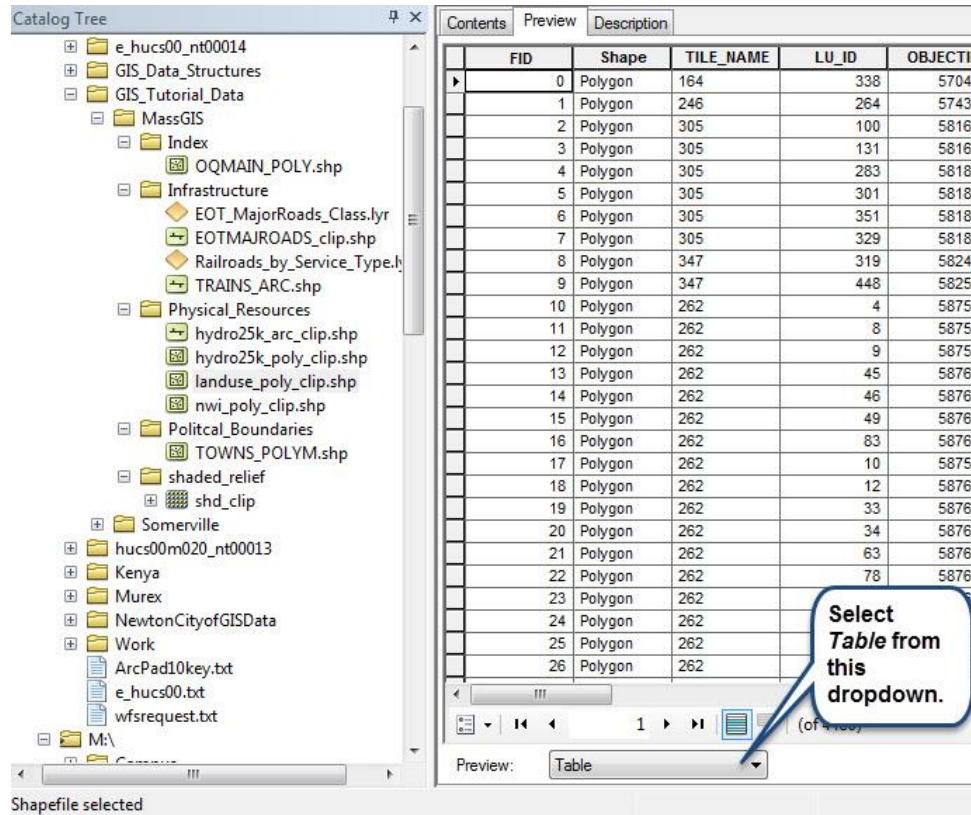 Catalog Tree
e_hucs00_nt00014
GIS_Data_Structures
GIS_Tutorial_Data
MassGIS
Index
OQMAIN_POLY.shp
Infrastructure
EOT_MajorRoads_Class.lyr
EOTMAJROADS_clip.shp
Railroads_by_Service_Type.ly
TRAINS_ARC.shp
Physical_Resources
hydro25k_arc_clip.shp
hydro25k_poly_clip.shp
landuse_poly_clip.shp
nwi_poly_clip.shp
Politcal_Boundaries
TOWNS_POLYM.shp
shaded_relief
shd_clip
Somerville
hucs00m020_nt00013
Kenya
Murex
NewtonCityofGISData
Work
ArcPad10key.txt
e_hucs00.txt
wfsrequest.txt
M:\
Shapefile selected
Contents Preview Description
FID Shape TILE_NAME LU_ID OBJECTI
0 Polygon 164 338 5704
1 Polygon 246 264 5743
2 Polygon 305 100 5816
3 Polygon 305 131 5816
4 Polygon 305 283 5818
5 Polygon 305 301 5818
6 Polygon 305 351 5818
7 Polygon 305 329 5818
8 Polygon 347 319 5824
9 Polygon 347 448 5825
10 Polygon 262 4 5875
11 Polygon 262 8 5875
12 Polygon 262 9 5875
13 Polygon 262 45 5876
14 Polygon 262 46 5876
15 Polygon 262 49 5876
16 Polygon 262 83 5876
17 Polygon 262 10 5875
18 Polygon 262 12 5876
19 Polygon 262 33 5876
20 Polygon 262 34 5876
21 Polygon 262 63 5876
22 Polygon 262 78 5876
23 Polygon 262
24 Polygon 262
25 Polygon 262
26 Polygon 262
Select
Table from
this
dropdown.
1 (of
Preview: Table